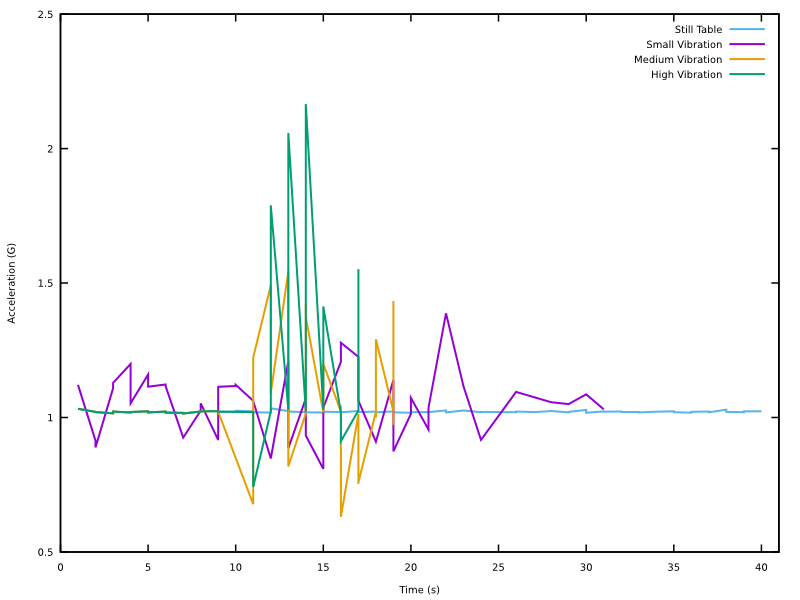 2.5
2
1.5
1
0.5
Acceleration (G)
Still Table
Small Vibration
Medium Vibration
High Vibration
0 5 10 15 20 25 30 35 40
Time (s)